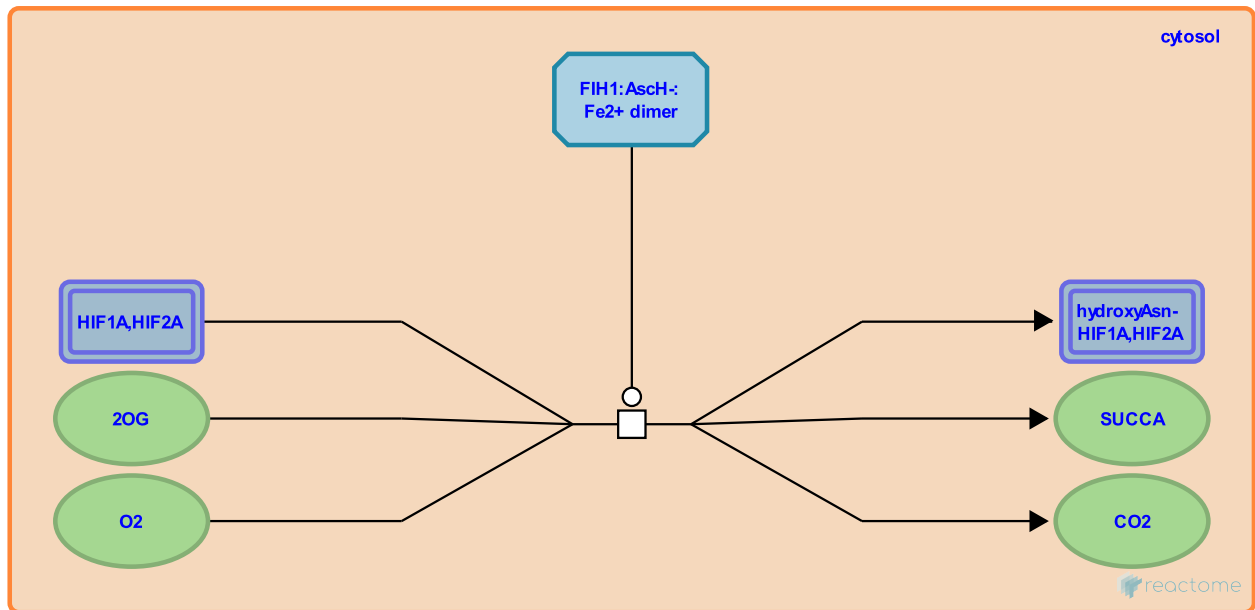 cytosol
FIH1:AscH-:
Fe2+ dimer
HIF1A,HIF2A
hydroxyAsn-
HIF1A,HIF2A
2OG
SUCCA
O2
CO2
reactome